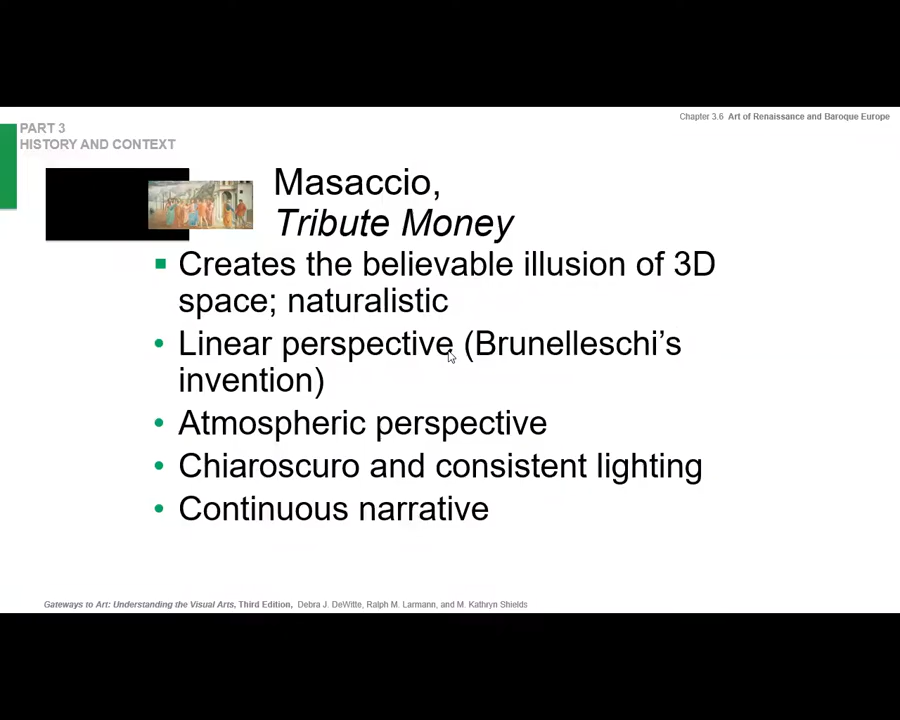 PART 3
HISTORY AND CONTEXT
Chapter 3.6 Art of Renaissance and Baroque Europe
Masaccio,
Tribute Money
▪ Creates the believable illusion of 3D
space; naturalistic
• Linear perspective (Brunelleschi’s
invention)
• Atmospheric perspective
• Chiaroscuro and consistent lighting
• Continuous narrative
Gateways to Art: Understanding the Visual Arts, Third Edition, Debra J. DeWitte, Ralph M. Larmann, and M. Kathryn Shields